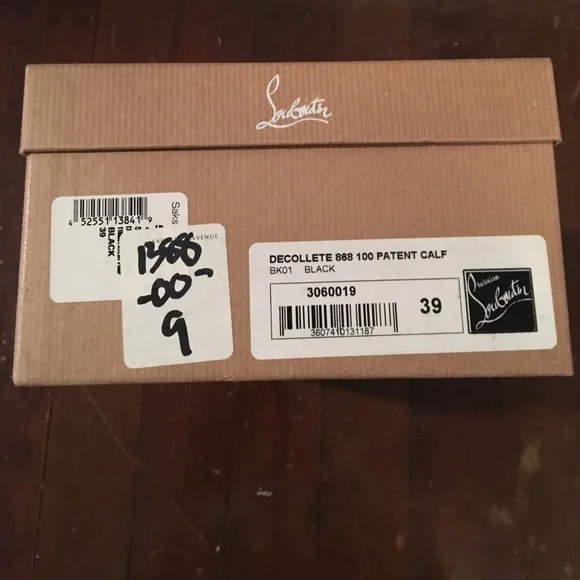 Louboutin
4 52551 13841 9
BLACK
39
Saks
AVENUE
1388
-00-
9
DECOLLETE 868 100 PATENT CALF
BK01 BLACK
3060019
3607410131187
39
Christian
Louboutin